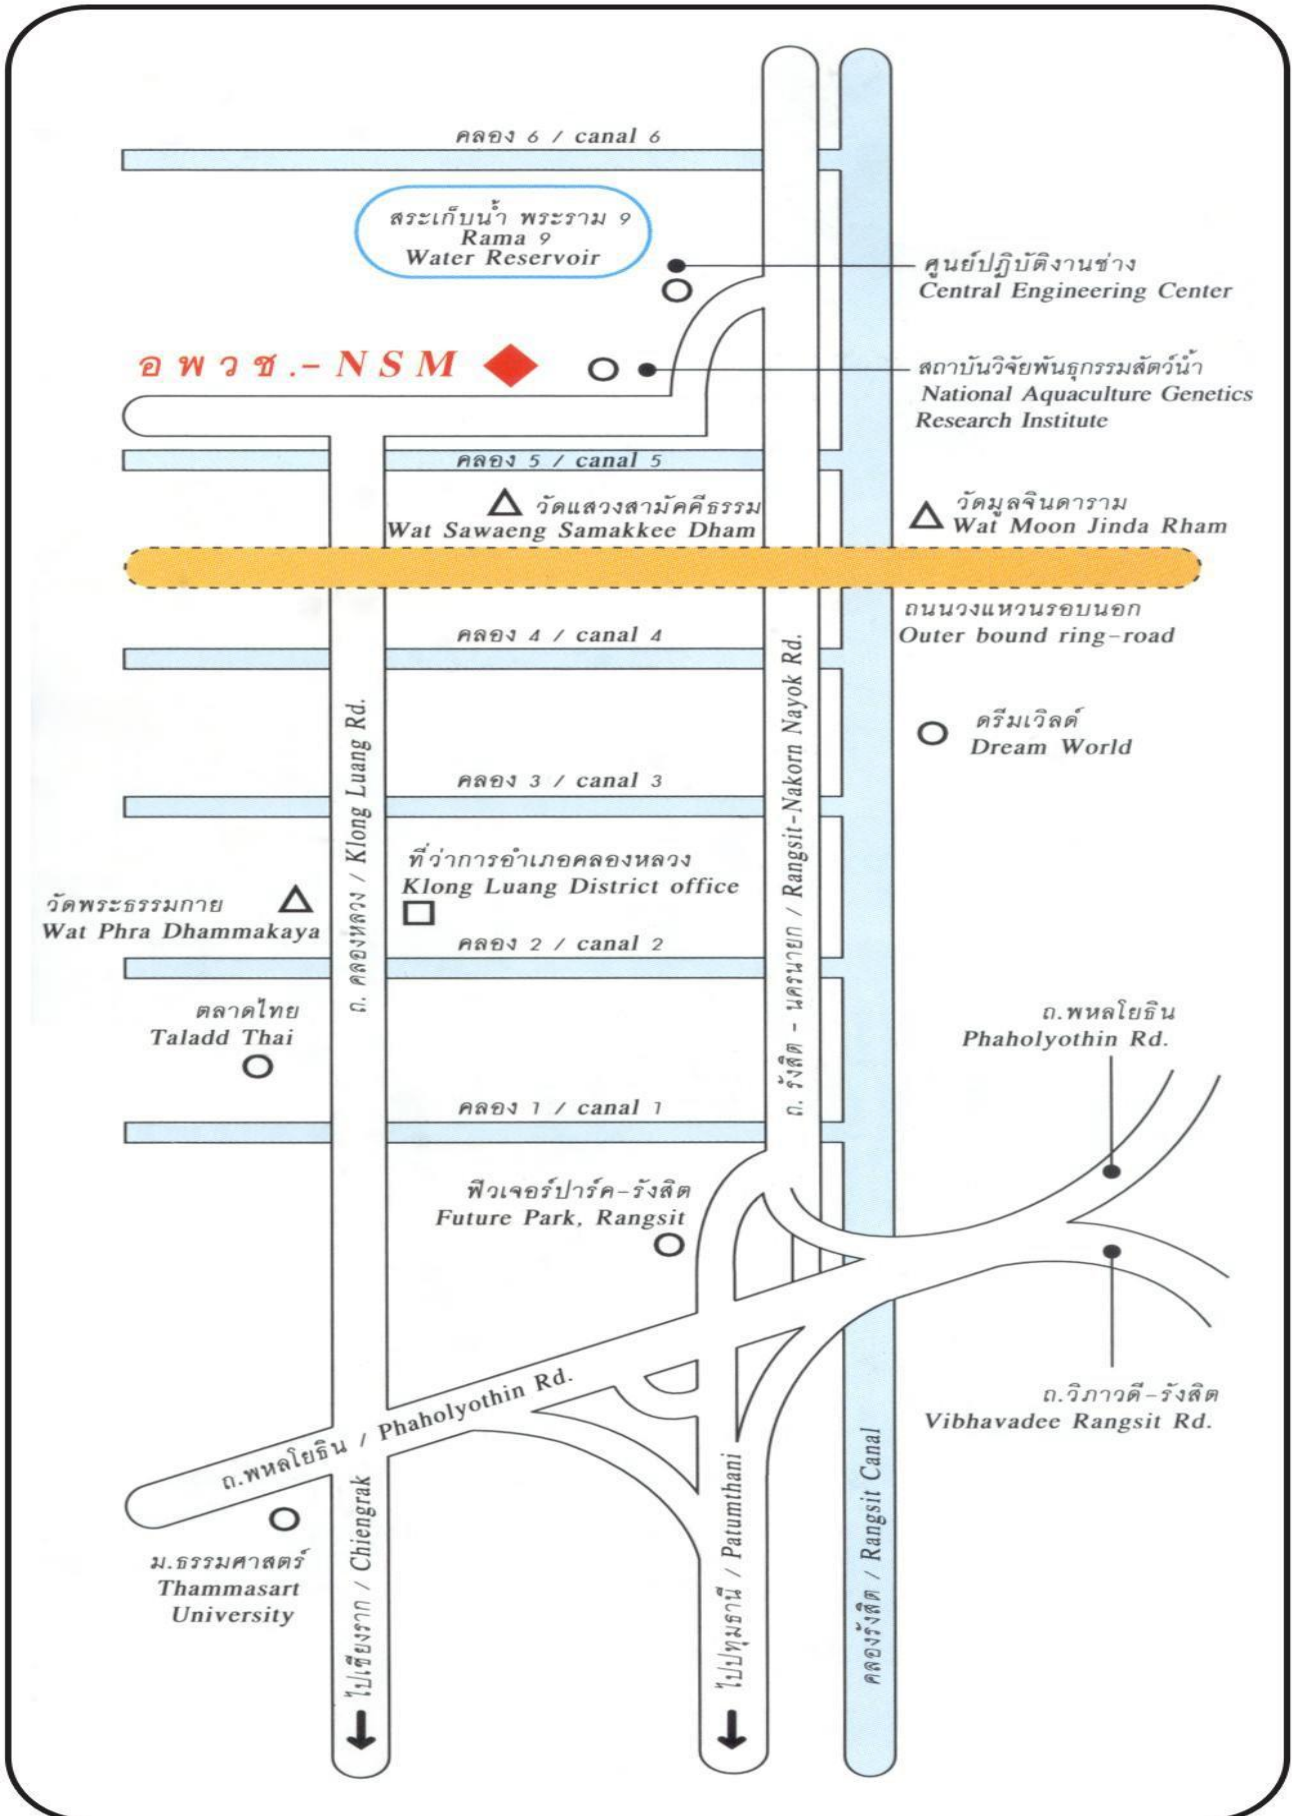 คลอง 6 / canal 6
สระเก็บน้ำ พระราม 9
Rama 9
Water Reservoir
ศูนย์ปฏิบัติงานช่าง
Central Engineering Center
อพวช.-NSM
สถาบันวิจัยพันธุกรรมสัตว์น้ำ
National Aquaculture Genetics
Research Institute
คลอง 5 / canal 5
วัดแสวงสามัคคีธรรม
Wat Sawaeng Samakkee Dham
วัดมูลจินดาราม
Wat Moon Jinda Rham
ถนนวงแหวนรอบนอก
Outer bound ring-road
คลอง 4 / canal 4
ถ. คลองหลวง / Klong Luang Rd.
ถ. รังสิต - นครนายก / Rangsit-Nakorn Nayok Rd.
ดรีมเวิลด์
Dream World
คลอง 3 / canal 3
ที่ว่าการอำเภอคลองหลวง
Klong Luang District office
วัดพระธรรมกาย
Wat Phra Dhammakaya
คลอง 2 / canal 2
ตลาดไทย
Taladd Thai
ถ.พหลโยธิน
Phaholyothin Rd.
คลอง 1 / canal 1
ฟิวเจอร์ปาร์ค-รังสิต
Future Park, Rangsit
ถ.วิภาวดี-รังสิต
Vibhavadee Rangsit Rd.
ถ.พหลโยธิน / Phaholyothin Rd.
ม.ธรรมศาสตร์
Thammasart
University
ไปเชียงราก / Chiengrak
ไปปทุมธานี / Patumthani
คลองรังสิต / Rangsit Canal